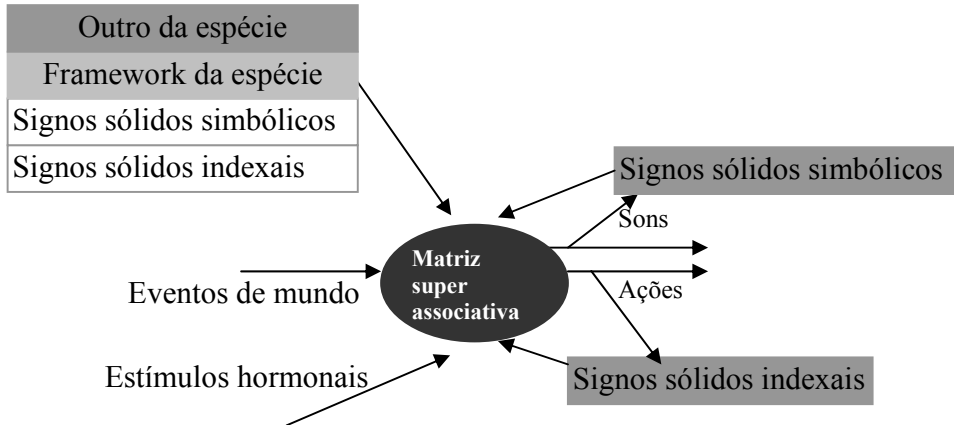 Outro da espécie
Framework da espécie
Signos sólidos simbólicos
Signos sólidos indexais
Signos sólidos simbólicos
Sons
Matriz
super
associativa
Eventos de mundo
Ações
Estímulos hormonais
Signos sólidos indexais